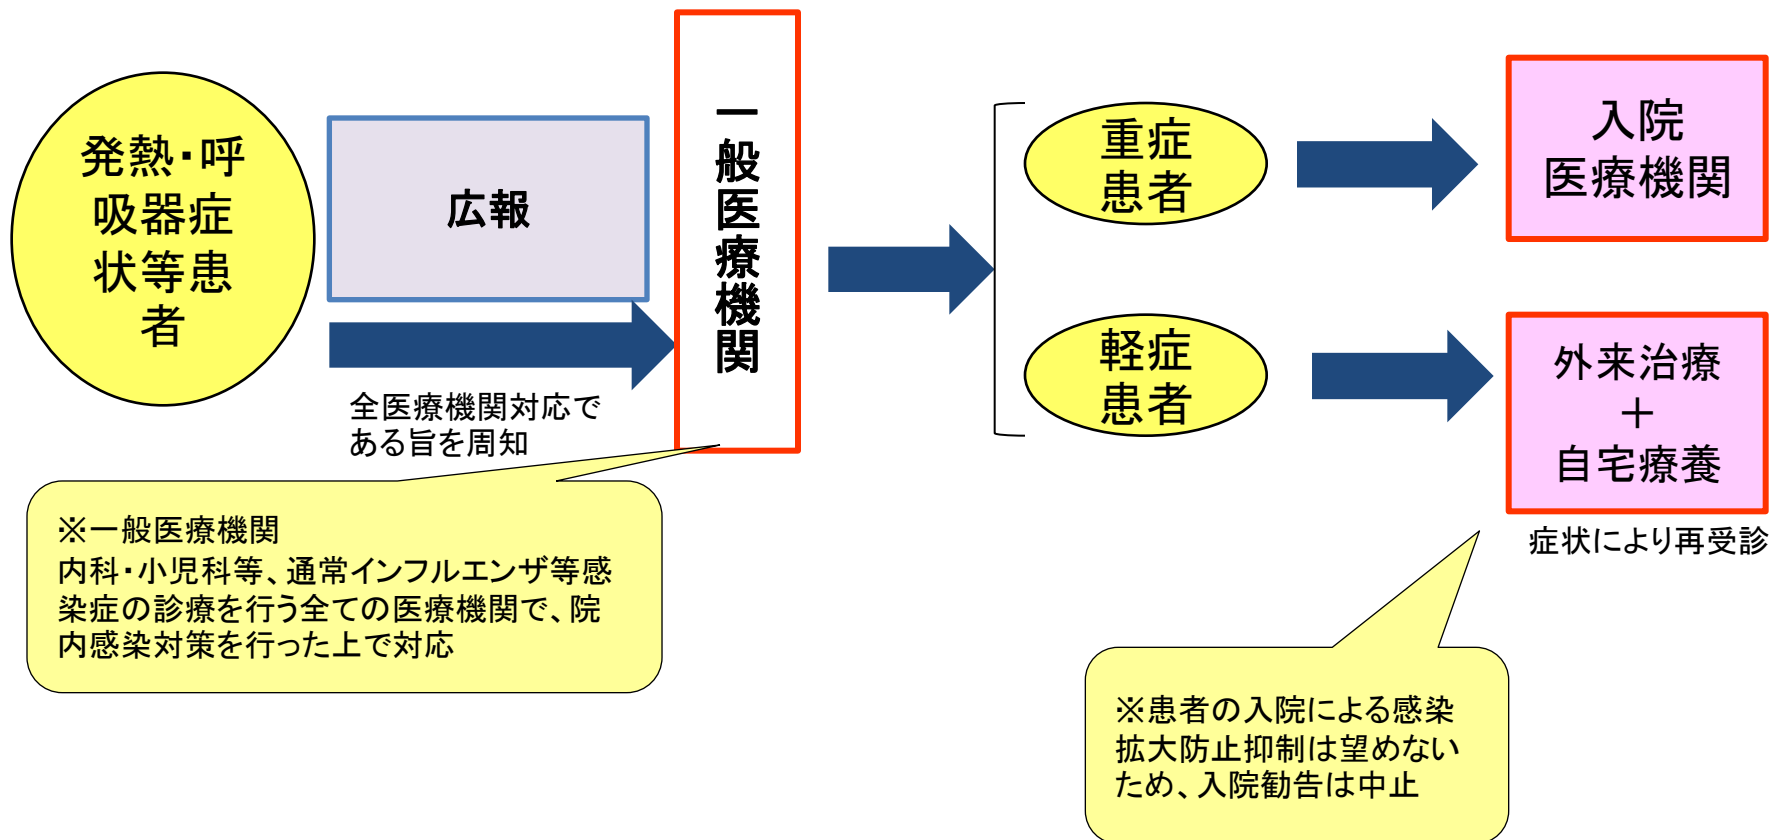 発熱・呼
吸器症
状等患
者
広報
全医療機関対応で
ある旨を周知
一般医療機関
※一般医療機関
内科・小児科等、通常インフルエンザ等感
染症の診療を行う全ての医療機関で、院
内感染対策を行った上で対応
重症
患者
入院
医療機関
軽症
患者
外来治療
＋
自宅療養
症状により再受診
※患者の入院による感染
拡大防止抑制は望めない
ため、入院勧告は中止